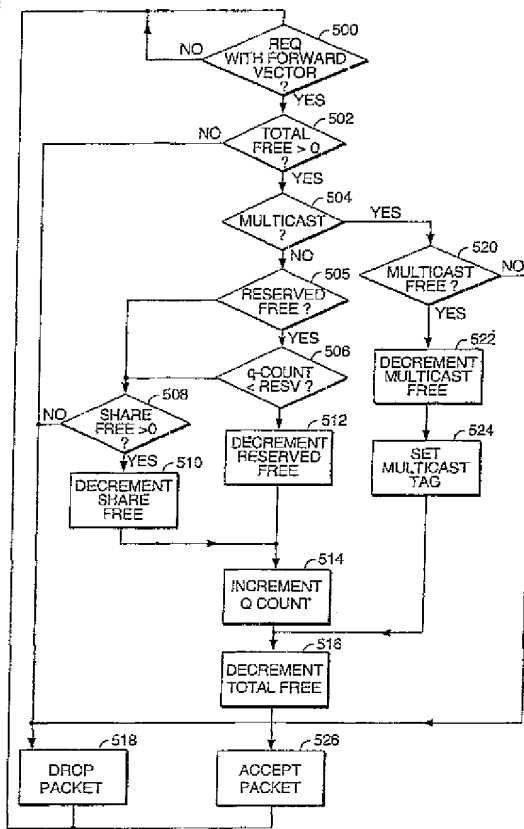 500
REQ
WITH FORWARD
VECTOR
?
NO
YES
502
TOTAL
FREE > 0
?
NO
YES
504
MULTICAST
?
YES
NO
505
RESERVED
FREE ?
YES
520
MULTICAST
FREE ?
NO
YES
506
q-COUNT
< RESV ?
522
DECREMENT
MULTICAST
FREE
508
SHARE
FREE >0
?
NO
YES
512
DECREMENT
RESERVED
FREE
524
SET
MULTICAST
TAG
510
DECREMENT
SHARE
FREE
514
INCREMENT
Q COUNT
516
DECREMENT
TOTAL FREE
518
DROP
PACKET
526
ACCEPT
PACKET